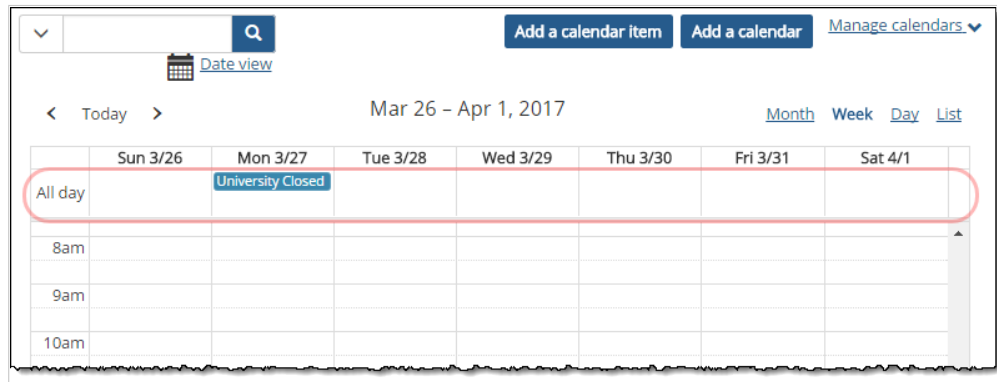 Add a calendar item Add a calendar Manage calendars
Date view
Today Mar 26 – Apr 1, 2017 Month Week Day List
Sun 3/26 Mon 3/27 Tue 3/28 Wed 3/29 Thu 3/30 Fri 3/31 Sat 4/1
All day University Closed
8am
9am
10am